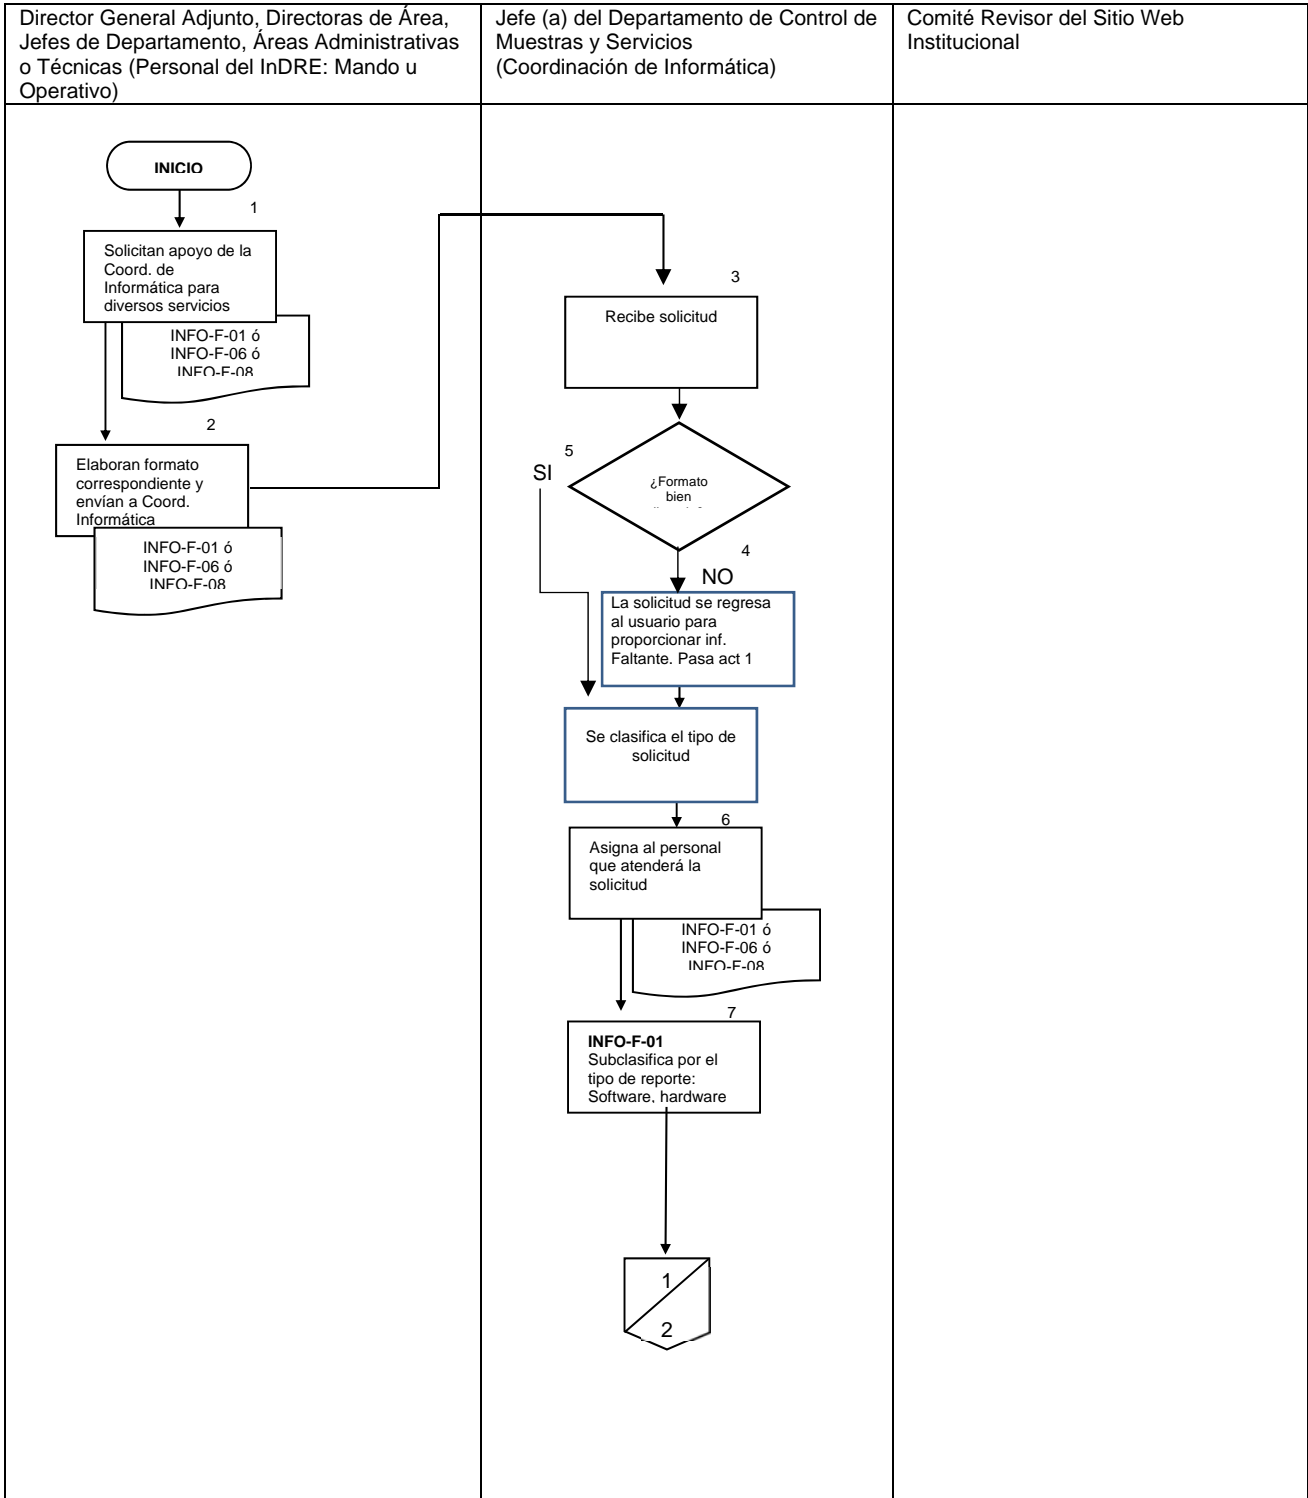 Director General Adjunto, Directoras de Área,
Jefes de Departamento, Áreas Administrativas
o Técnicas (Personal del InDRE: Mando u
Operativo)
Jefe (a) del Departamento de Control de
Muestras y Servicios
(Coordinación de Informática)
Comité Revisor del Sitio Web
Institucional
INICIO
1
Solicitan apoyo de la
Coord. de
Informática para
diversos servicios
INFO-F-01 ó
INFO-F-06 ó
INFO-F-08
2
Elaboran formato
correspondiente y
envían a Coord.
Informática
INFO-F-01 ó
INFO-F-06 ó
INFO-F-08
3
Recibe solicitud
5
SI
¿Formato
bien
4
NO
La solicitud se regresa
al usuario para
proporcionar inf.
Faltante. Pasa act 1
Se clasifica el tipo de
solicitud
6
Asigna al personal
que atenderá la
solicitud
INFO-F-01 ó
INFO-F-06 ó
INFO-F-08
7
INFO-F-01
Subclasifica por el
tipo de reporte:
Software, hardware
1
2